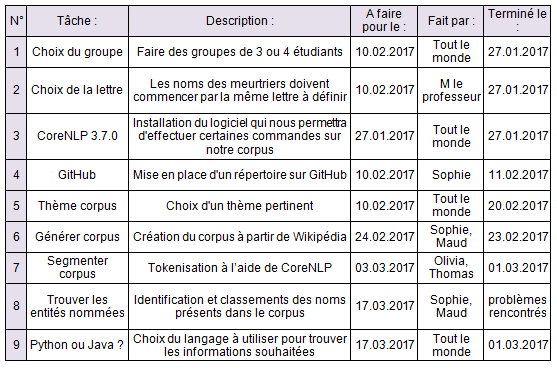 N° Tâche : Description : A faire pour le : Fait par : Terminé le :
1 Choix du groupe Faire des groupes de 3 ou 4 étudiants 10.02.2017 Tout le monde 27.01.2017
2 Choix de la lettre Les noms des meurtriers doivent commencer par la même lettre à définir 10.02.2017 M le professeur 27.01.2017
3 CoreNLP 3.7.0 Installation du logiciel qui nous permettra d'effectuer certaines commandes sur notre corpus 27.01.2017 Tout le monde 27.01.2017
4 GitHub Mise en place d'un répertoire sur GitHub 10.02.2017 Sophie 11.02.2017
5 Thème corpus Choix d'un thème pertinent 10.02.2017 Tout le monde 20.02.2017
6 Générer corpus Création du corpus à partir de Wikipédia 24.02.2017 Sophie, Maud 23.02.2017
7 Segmenter corpus Tokenisation à l'aide de CoreNLP 03.03.2017 Olivia, Thomas 01.03.2017
8 Trouver les entités nommées Identification et classements des noms présents dans le corpus 17.03.2017 Sophie, Maud problèmes rencontrés
9 Python ou Java ? Choix du langage à utiliser pour trouver les informations souhaitées 17.03.2017 Tout le monde 01.03.2017